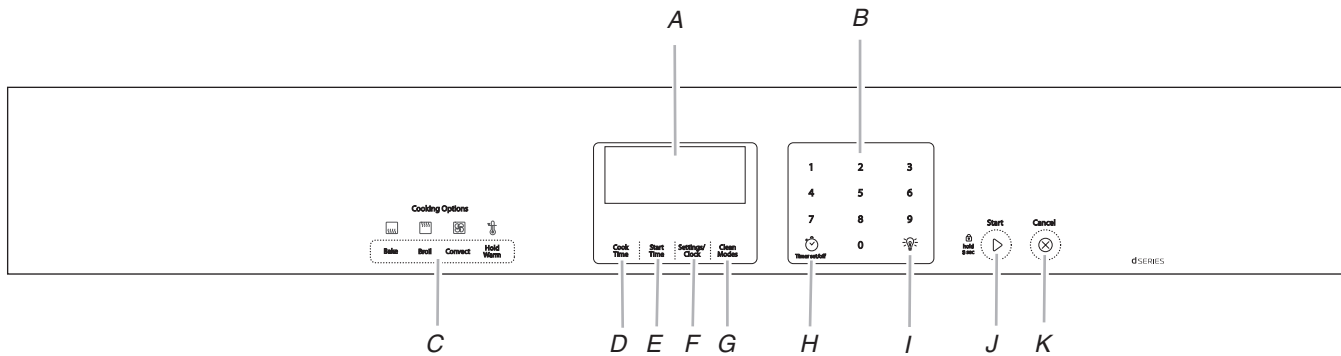 A
B
Cooking Options
Bake
Broil
Convect
Hold
Warm
Cook
Time
Start
Time
Settings/
Clock
Clean
Modes
1 2 3
4 5 6
7 8 9
0
Timer set/off
Start
hold
3 sec
Cancel
dSERIES
C
D
E
F
G
H
I
J
K